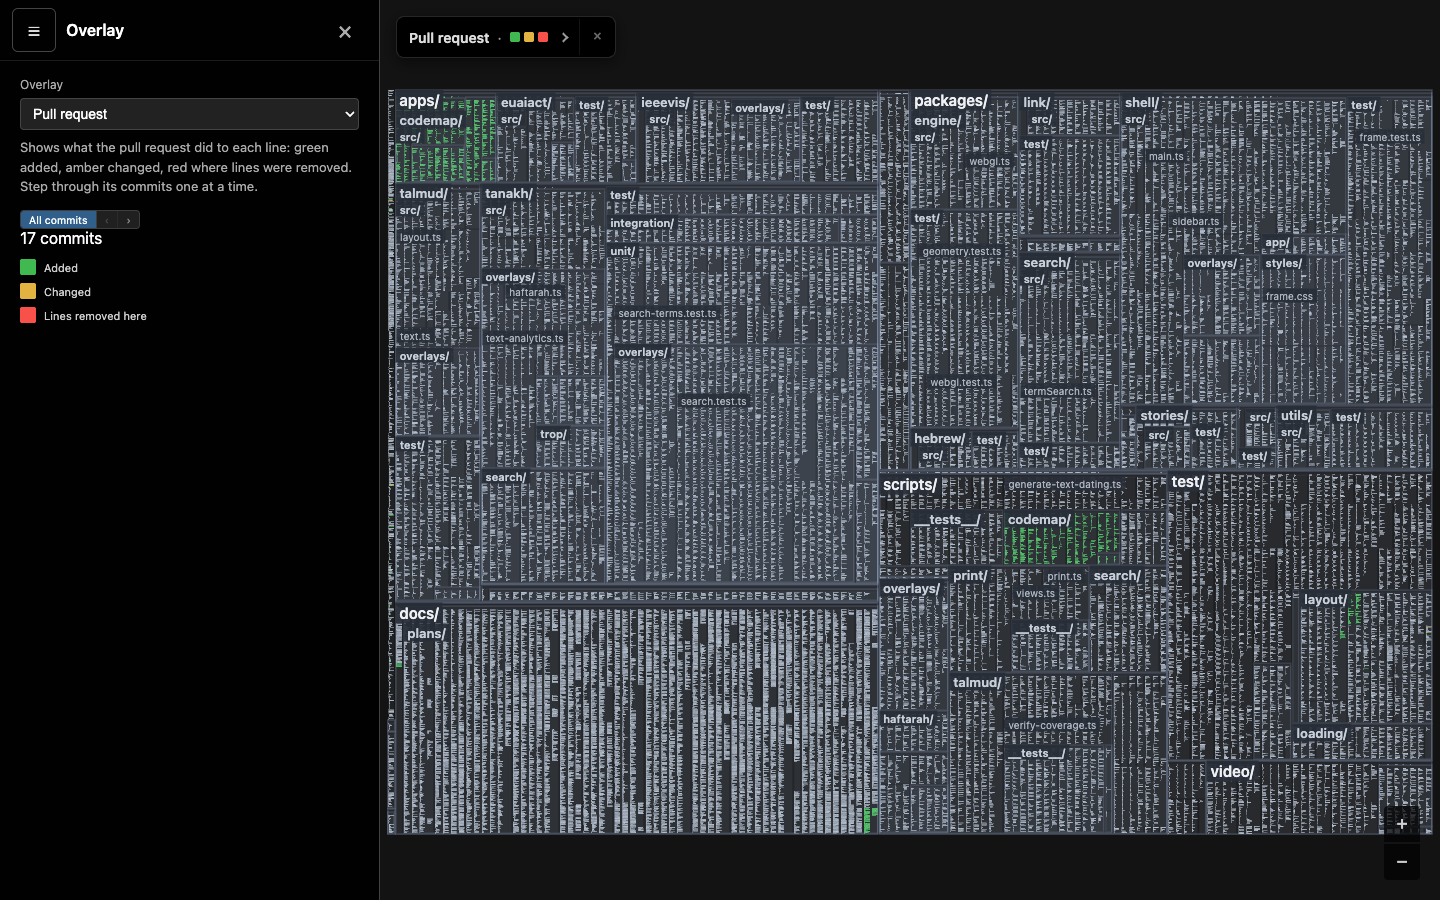 Overlay
Pull request ·
Overlay
Pull request
Shows what the pull request did to each line: green
added, amber changed, red where lines were removed.
Step through its commits one at a time.
All commits
17 commits
Added
Changed
Lines removed here
apps/
codemap/
src/
euaiact/
src/
test/
ieeevis/
src/
overlays/
test/
talmud/
src/
layout.ts
text.ts
overlays/
test/
tanakh/
src/
overlays/
haftarah.ts
text-analytics.ts
trop/
search/
test/
integration/
unit/
search-terms.test.ts
overlays/
search.test.ts
docs/
plans/
packages/
engine/
src/
webgl.ts
test/
geometry.test.ts
webgl.test.ts
hebrew/
src/
test/
link/
src/
test/
search/
src/
termSearch.ts
test/
shell/
src/
main.ts
sidebar.ts
app/
overlays/
styles/
frame.css
test/
frame.test.ts
stories/
src/
test/
src/
test/
utils/
src/
test/
scripts/
generate-text-dating.ts
__tests__/
codemap/
overlays/
print/
print.ts
views.ts
__tests__/
search/
haftarah/
talmud/
verify-coverage.ts
__tests__/
test/
layout/
loading/
video/
+
−